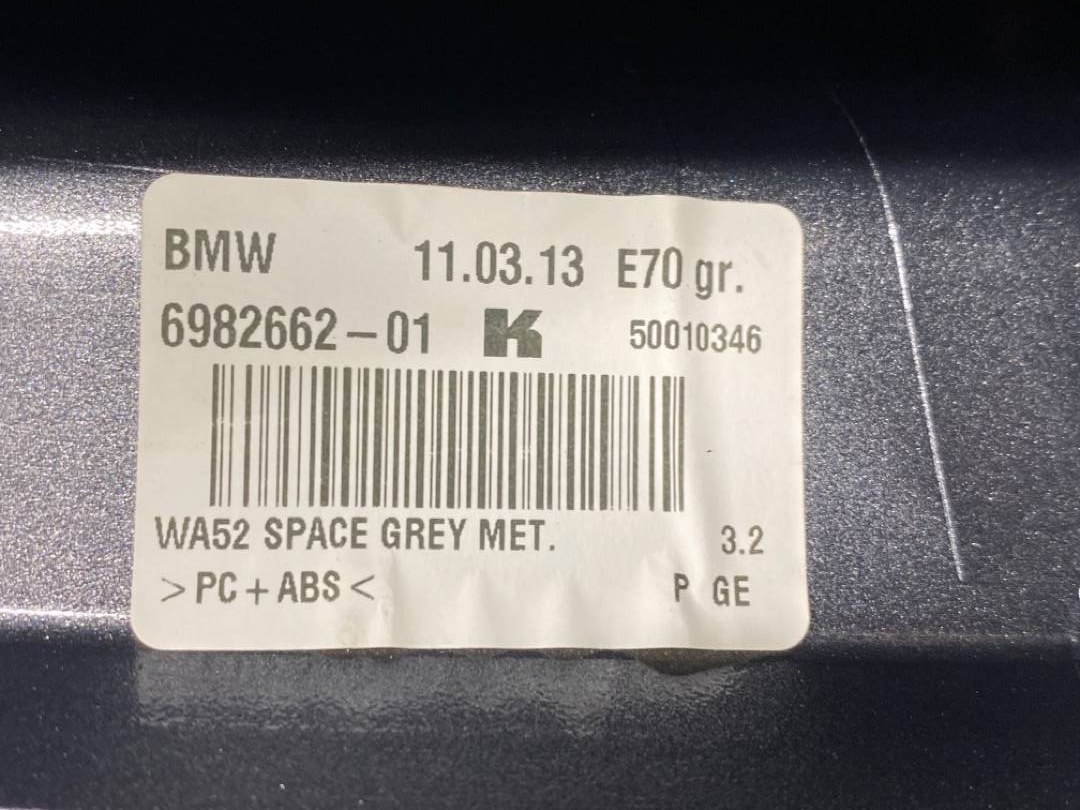 BMW 11.03.13 E70 gr.
6982662-01 K 50010346
WA52 SPACE GREY MET. 3.2
>PC+ABS< P GE